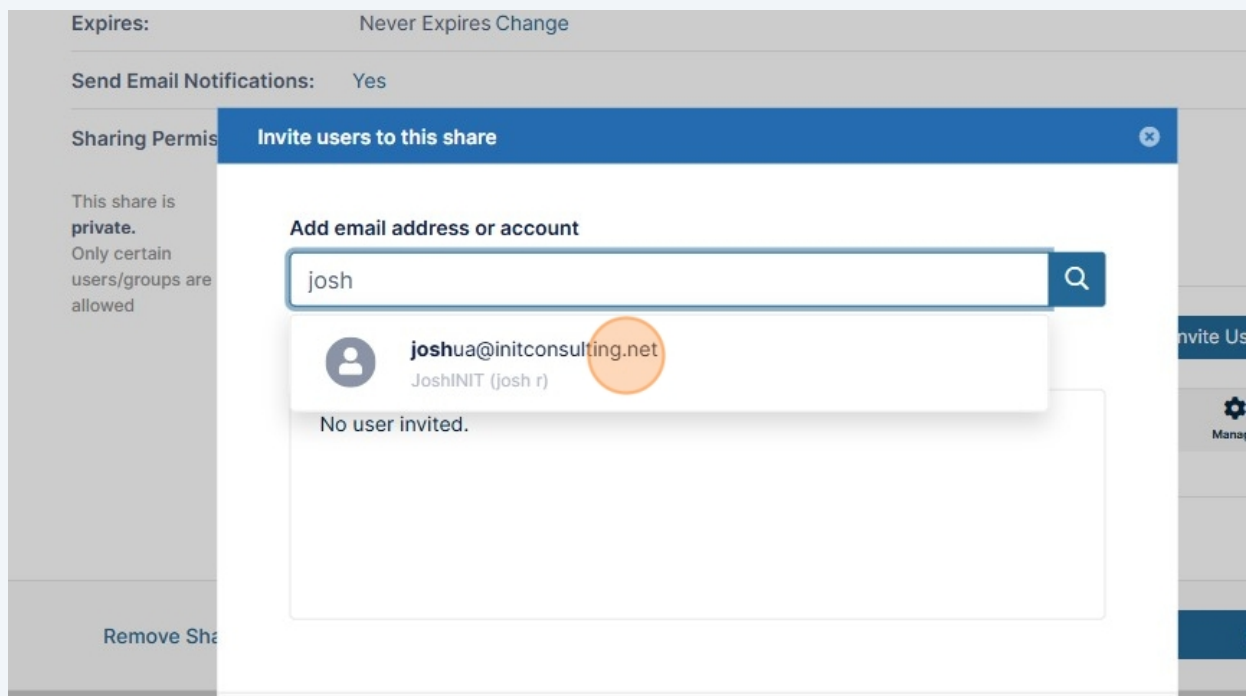 Expires: Never Expires Change
Send Email Notifications: Yes
Sharing Permis
Invite users to this share
This share is
private.
Only certain
users/groups are
allowed
Add email address or account
josh
joshua@initconsulting.net
JoshINIT (josh r)
No user invited.
nvite Us
Manag
Remove Sha